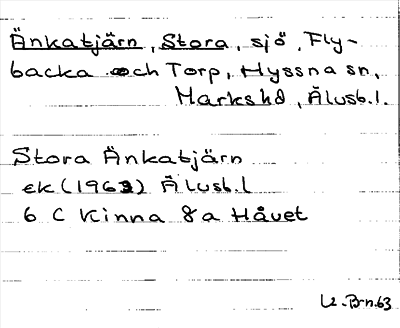 Änkatjärn, Stora, sjö, Fly-
backa och Torp, Hyssna sn,
Markshd, Älvsb.l.
Stora Änkatjärn
ek (1963) Älvsb.l
6 C Kinna 8a Håvet
Brn.63